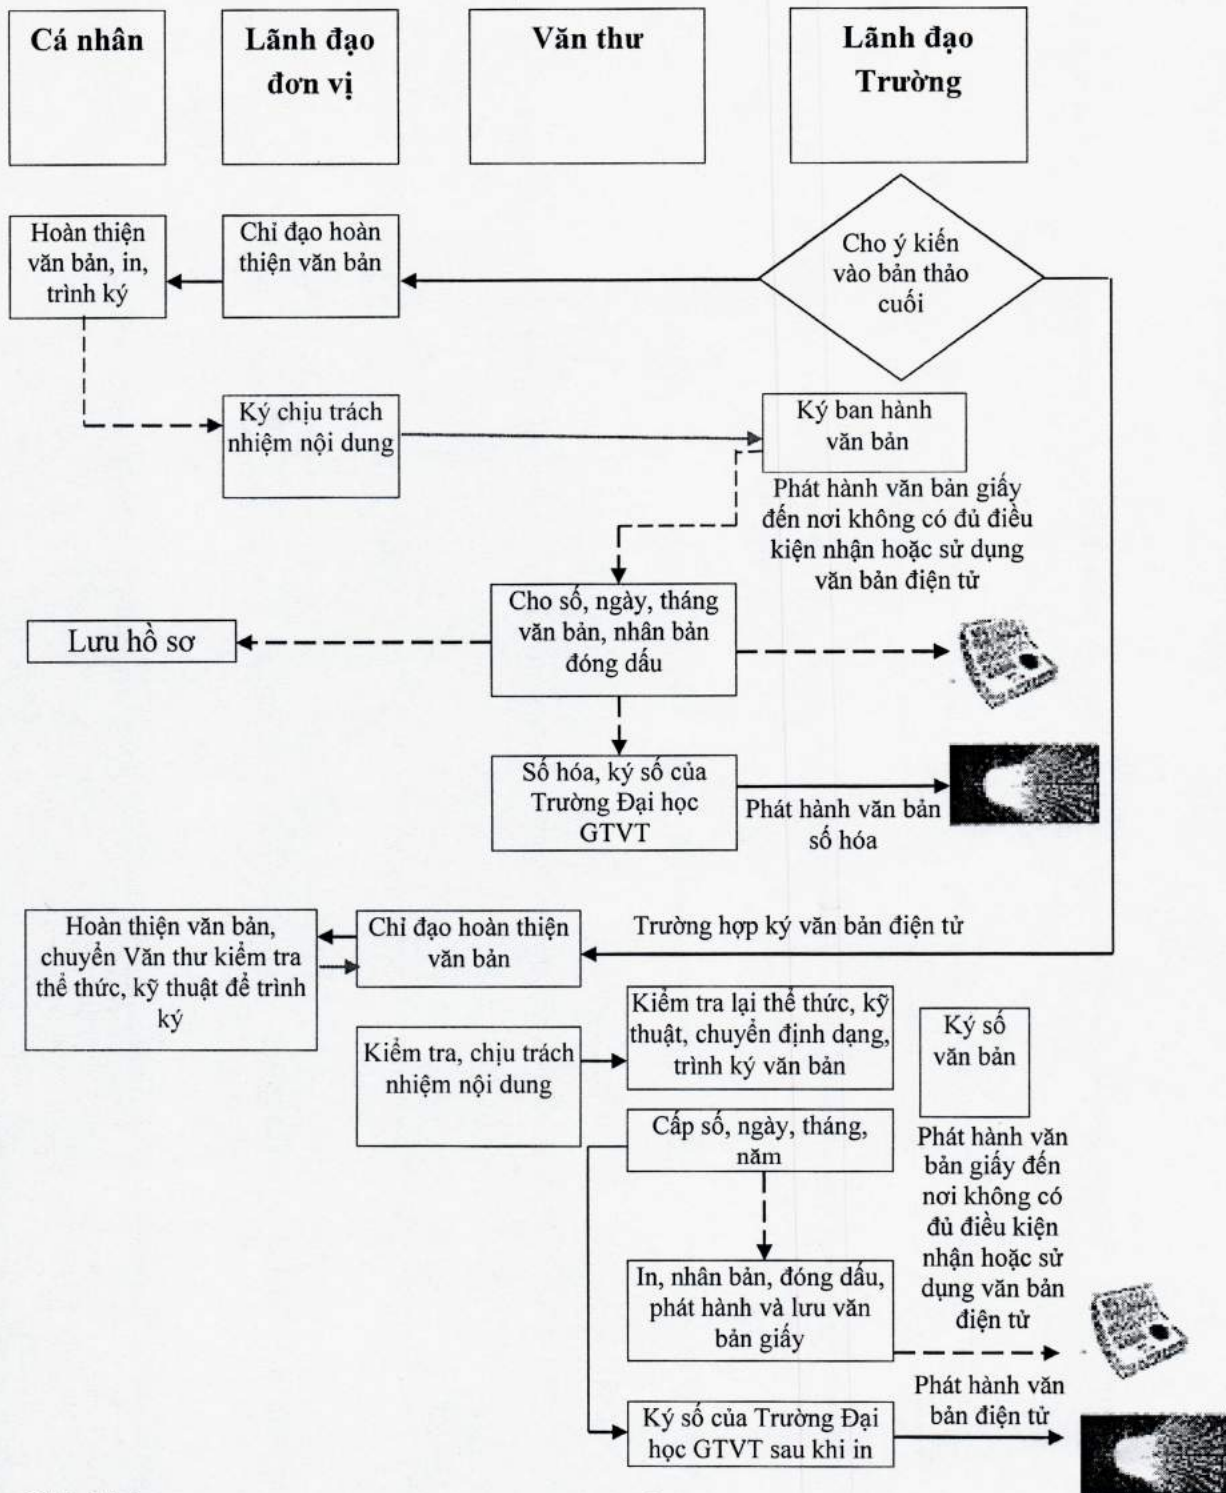 Cá nhân
Lãnh đạo
đơn vị
Văn thư
Lãnh đạo
Trường
Hoàn thiện
văn bản, in,
trình ký
Chỉ đạo hoàn
thiện văn bản
Cho ý kiến
vào bản thảo
cuối
Ký chịu trách
nhiệm nội dung
Ký ban hành
văn bản
Phát hành văn bản giấy
đến nơi không có đủ điều
kiện nhận hoặc sử dụng
văn bản điện tử
Cho số, ngày, tháng
văn bản, nhân bản
đóng dấu
Lưu hồ sơ
Số hóa, ký số của
Trường Đại học
GTVT
Phát hành văn bản
số hóa
Hoàn thiện văn bản,
chuyển Văn thư kiểm tra
thể thức, kỹ thuật để trình
ký
Chỉ đạo hoàn thiện
văn bản
Trường hợp ký văn bản điện tử
Kiểm tra, chịu trách
nhiệm nội dung
Kiểm tra lại thể thức, kỹ
thuật, chuyển định dạng,
trình ký văn bản
Ký số
văn bản
Cấp số, ngày, tháng,
năm
Phát hành văn
bản giấy đến
nơi không có
đủ điều kiện
nhận hoặc sử
dụng văn bản
điện tử
In, nhân bản, đóng dấu,
phát hành và lưu văn
bản giấy
Phát hành văn
bản điện tử
Ký số của Trường Đại
học GTVT sau khi in